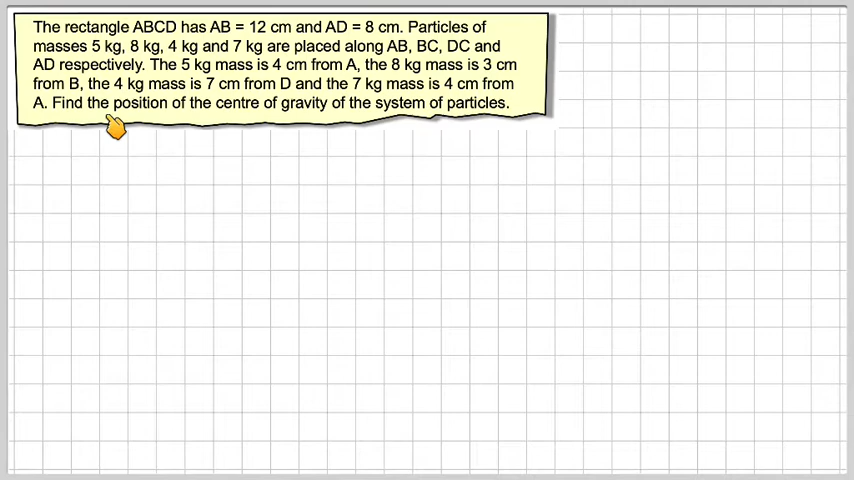 The rectangle ABCD has AB = 12 cm and AD = 8 cm. Particles of
masses 5 kg, 8 kg, 4 kg and 7 kg are placed along AB, BC, DC and
AD respectively. The 5 kg mass is 4 cm from A, the 8 kg mass is 3 cm
from B, the 4 kg mass is 7 cm from D and the 7 kg mass is 4 cm from
A. Find the position of the centre of gravity of the system of particles.